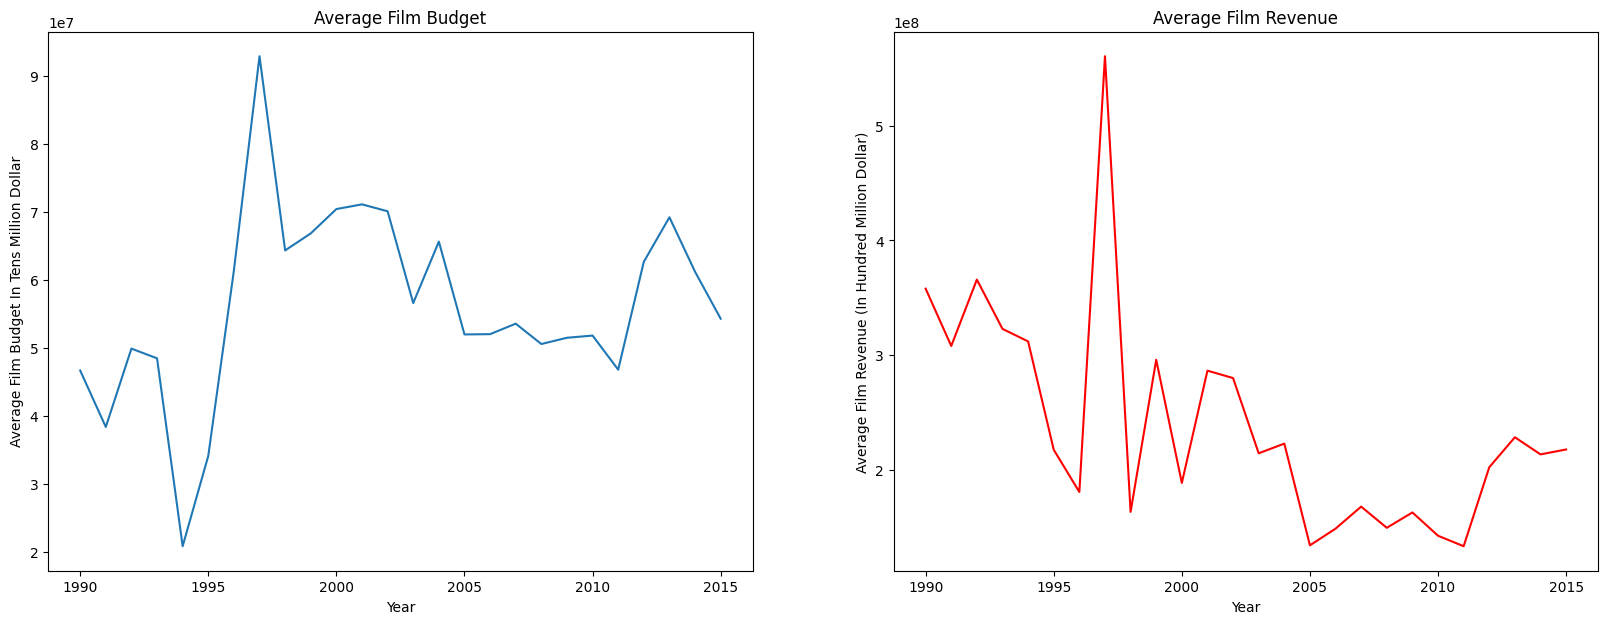 Average Film Budget
1e7
9
8
7
6
5
4
3
2
Average Film Budget In Tens Million Dollar
1990 1995 2000 2005 2010 2015
Year
Average Film Revenue
1e8
5
4
3
2
Average Film Revenue (In Hundred Million Dollar)
1990 1995 2000 2005 2010 2015
Year